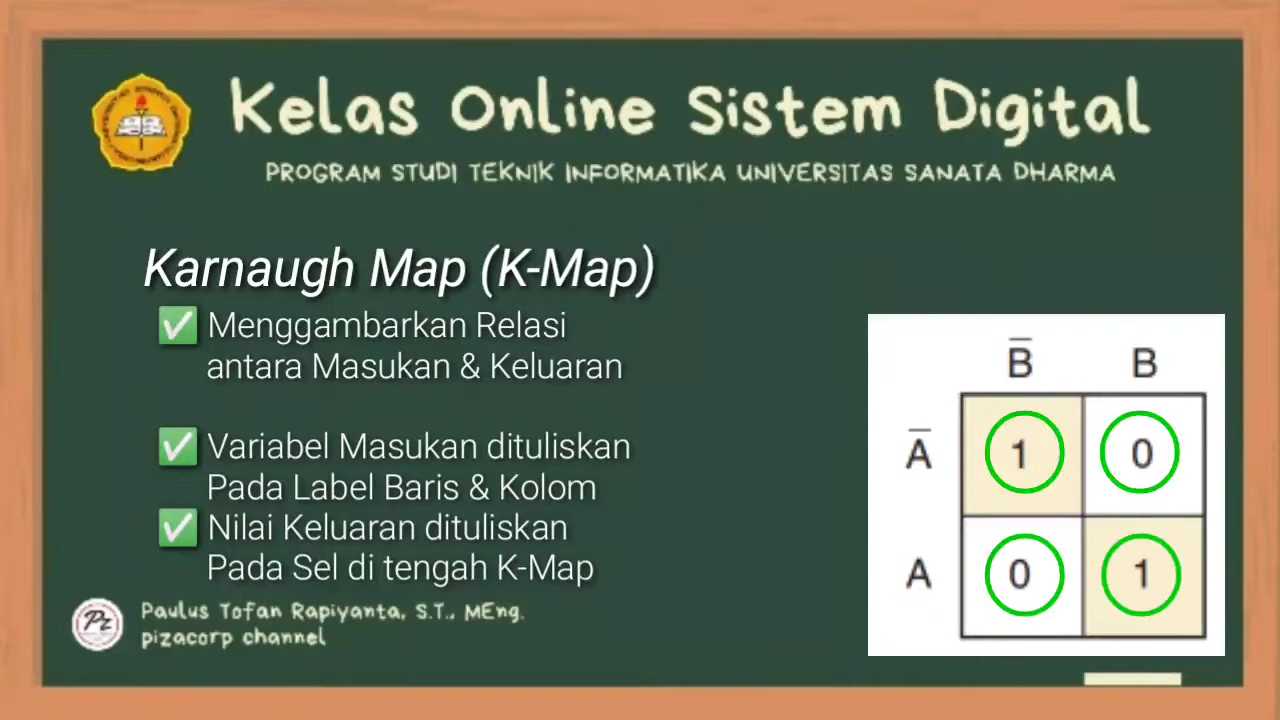 Kelas Online Sistem Digital
PROGRAM STUDI TEKNIK INFORMATIKA UNIVERSITAS SANATA DHARMA
Karnaugh Map (K-Map)
✅ Menggambarkan Relasi
antara Masukan & Keluaran
✅ Variabel Masukan dituliskan
Pada Label Baris & Kolom
✅ Nilai Keluaran dituliskan
Pada Sel di tengah K-Map
B̅ B
A̅ 1 0
A 0 1
Paulus Tofan Rapiyanta, S.T., MEng.
pizacorp channel
Pz